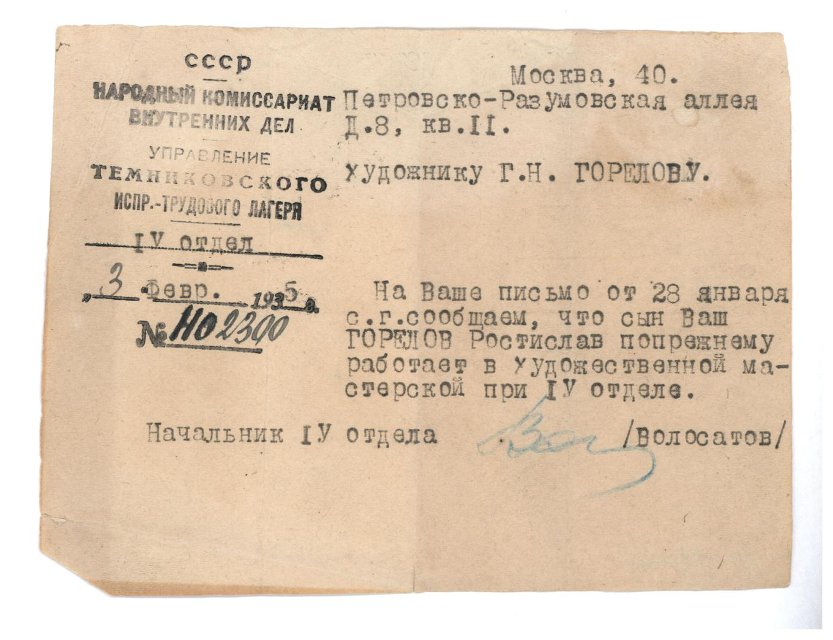 СССР
НАРОДНЫЙ КОМИССАРИАТ
ВНУТРЕННИХ ДЕЛ
УПРАВЛЕНИЕ
ТЕМНИКОВСКОГО
ИСПР.-ТРУДОВОГО ЛАГЕРЯ
IУ отдел
„3" Февр. 1935 г.
№ НО 2300
Москва, 40.
Петровско-Разумовская аллея
Д.8, кв.II.
Художнику Г.Н. ГОРЕЛОВУ.
На Ваше письмо от 28 января
с.г.сообщаем, что сын Ваш
ГОРЕЛОВ Ростислав попрежнему
работает в Художественной ма-
стерской при IУ отделе.
Начальник IУ отдела /Волосатов/